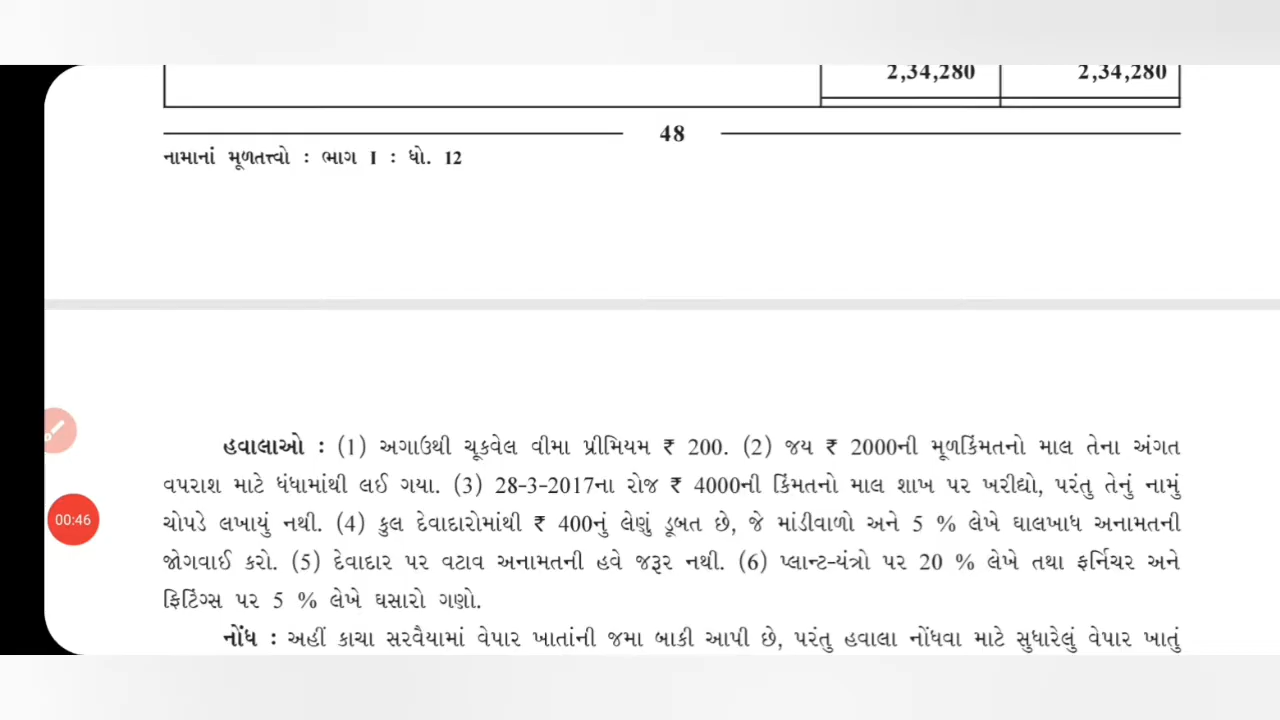 2,34,280 2,34,280
48
નામાનાં મૂળતત્ત્વો : ભાગ I : ધો. 12
હવાલાઓ : (1) અગાઉથી ચૂકવેલ વીમા પ્રીમિયમ ₹ 200. (2) જય ₹ 2000ની મૂળકિંમતનો માલ તેના અંગત
વપરાશ માટે ધંધામાંથી લઈ ગયા. (3) 28-3-2017ના રોજ ₹ 4000ની કિંમતનો માલ શાખ પર ખરીદ્યો, પરંતુ તેનું નામું
ચોપડે લખાયું નથી. (4) કુલ દેવાદારોમાંથી ₹ 400નું લેણું ડૂબત છે, જે માંડીવાળો અને 5 % લેખે ઘાલખાધ અનામતની
જોગવાઈ કરો. (5) દેવાદાર પર વટાવ અનામતની હવે જરૂર નથી. (6) પ્લાન્ટ-યંત્રો પર 20 % લેખે તથા ફર્નિચર અને
ફિટિંગ્સ પર 5 % લેખે ઘસારો ગણો.
00:46
નોંધ : અહીં કાચા સરવૈયામાં વેપાર ખાતાંની જમા બાકી આપી છે, પરંતુ હવાલા નોંધવા માટે સુધારેલું વેપાર ખાતું